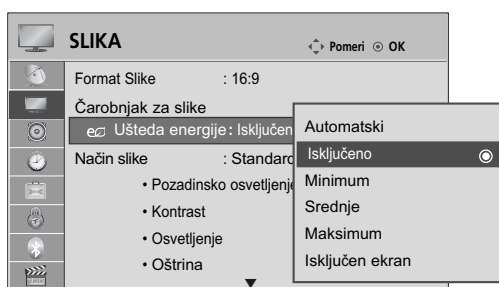 SLIKA
Pomeri OK
Format Slike : 16:9
Čarobnjak za slike
Ušteda energije: Isključen
Način slike : Standard
• Pozadinsko osvetljenje
• Kontrast
• Osvetljenje
• Oštrina
Automatski
Isključeno
Minimum
Srednje
Maksimum
Isključen ekran